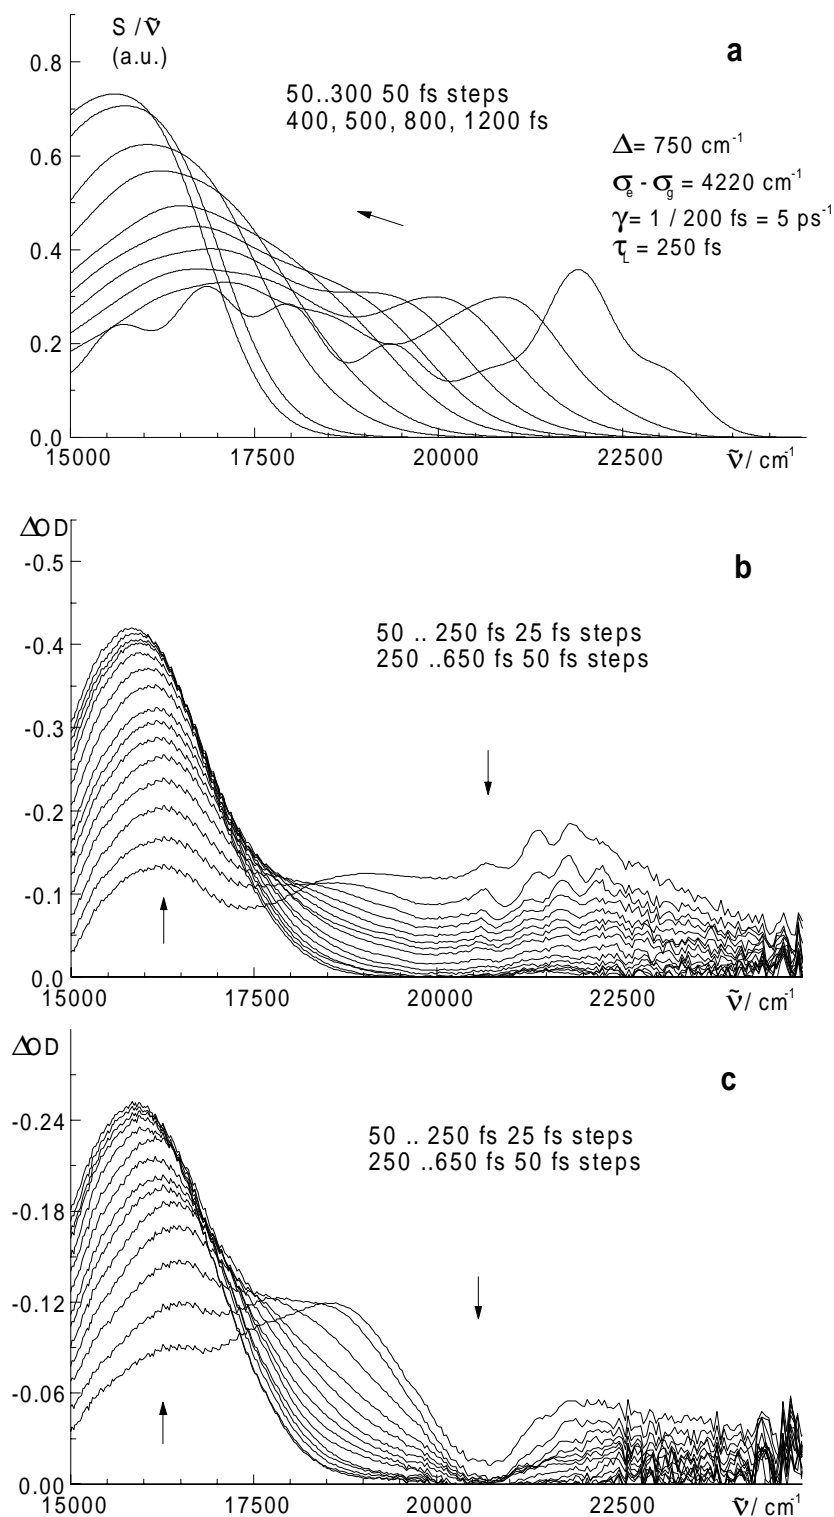 S / ν̃
(a.u.)
a
50..300 50 fs steps
400, 500, 800, 1200 fs
Δ= 750 cm-1
σe - σg = 4220 cm-1
γ= 1 / 200 fs = 5 ps-1
τL = 250 fs
0.8
0.6
0.4
0.2
0.0
15000 17500 20000 22500 ν̃/ cm-1
ΔOD
b
-0.5
50 .. 250 fs 25 fs steps
250 ..650 fs 50 fs steps
-0.4
-0.3
-0.2
-0.1
0.0
15000 17500 20000 22500 ν̃/ cm-1
ΔOD
c
-0.24
50 .. 250 fs 25 fs steps
250 ..650 fs 50 fs steps
-0.18
-0.12
-0.06
0.00
15000 17500 20000 22500 ν̃/ cm-1